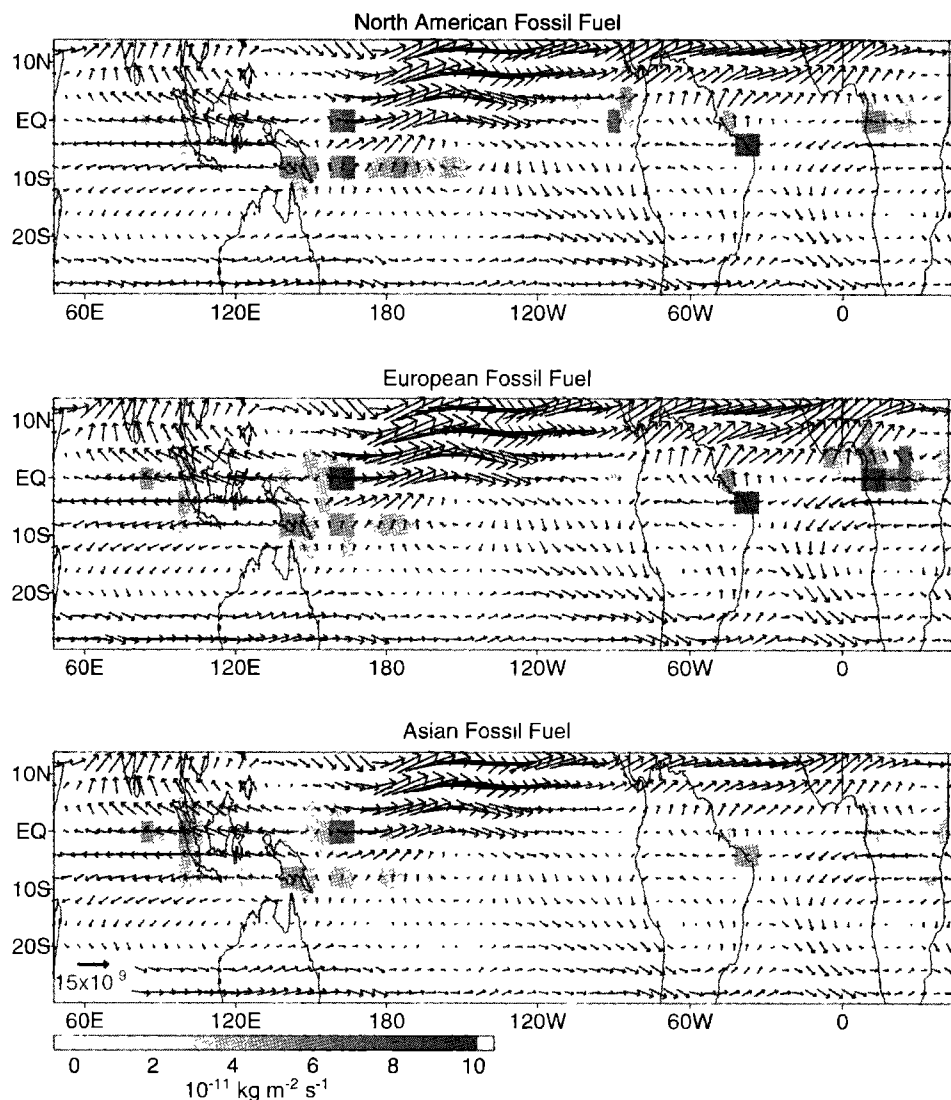 North American Fossil Fuel
10N
EQ
10S
20S
60E 120E 180 120W 60W 0
European Fossil Fuel
10N
EQ
10S
20S
60E 120E 180 120W 60W 0
Asian Fossil Fuel
10N
EQ
10S
20S
15x10 9
60E 120E 180 120W 60W 0
0 2 4 6 8 10
10⁻¹¹ kg m⁻² s⁻¹